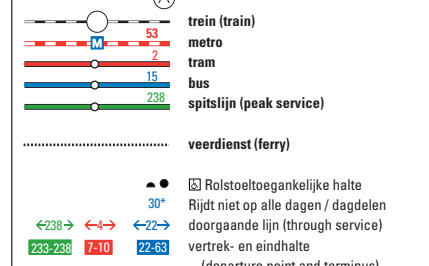 trein (train)
53 metro
M
2 tram
15 bus
238 spitslijn (peak service)
veerdienst (ferry)
Rolstoeltoegankelijke halte
30* Rijdt niet op alle dagen / dagdelen
←238→ ←4→ ←22→ doorgaande lijn (through service)
233-238 7-10 22-63 vertrek- en eindhalte
(departure point and terminus)